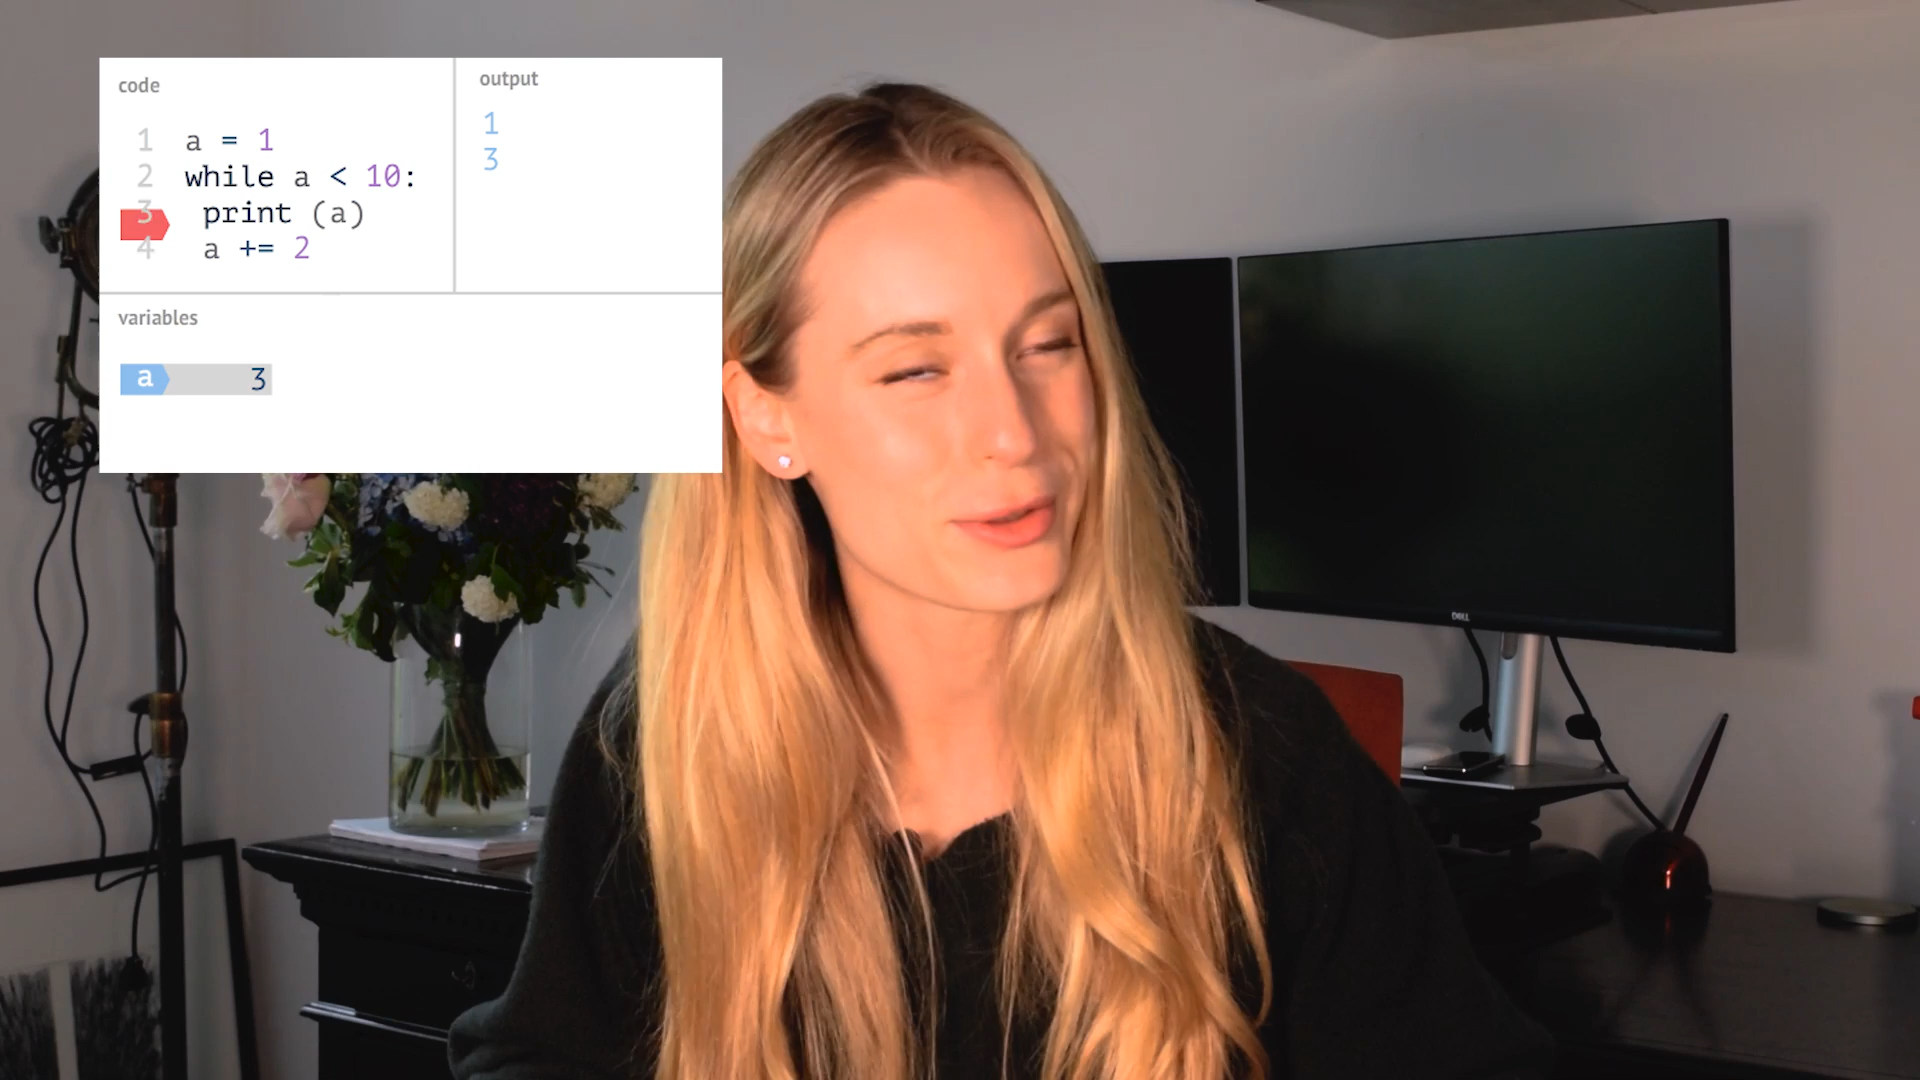 code
1 a = 1
2 while a < 10:
3 print (a)
4 a += 2
output
1
3
variables
a 3
DELL